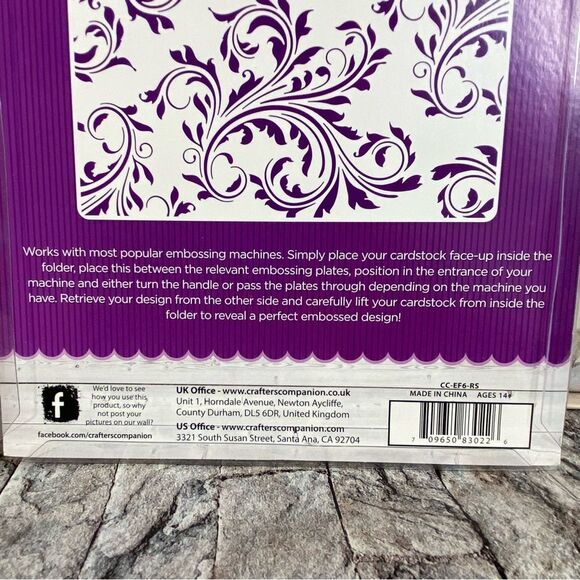 Works with most popular embossing machines. Simply place your cardstock face-up inside the
folder, place this between the relevant embossing plates, position in the entrance of your
machine and either turn the handle or pass the plates through depending on the machine you
have. Retrieve your design from the other side and carefully lift your cardstock from inside the
folder to reveal a perfect embossed design!
f
We'd love to see
how you use this
product, so why
not post your
pictures on our wall?
facebook.com/crafterscompanion
UK Office - www.crafterscompanion.co.uk
Unit 1, Horndale Avenue, Newton Aycliffe,
County Durham, DL5 6DR, United Kingdom
US Office - www.crafterscompanion.com
3321 South Susan Street, Santa Ana, CA 92704
CC-EF6-RS
MADE IN CHINA AGES 14+
7 09650 83022 6